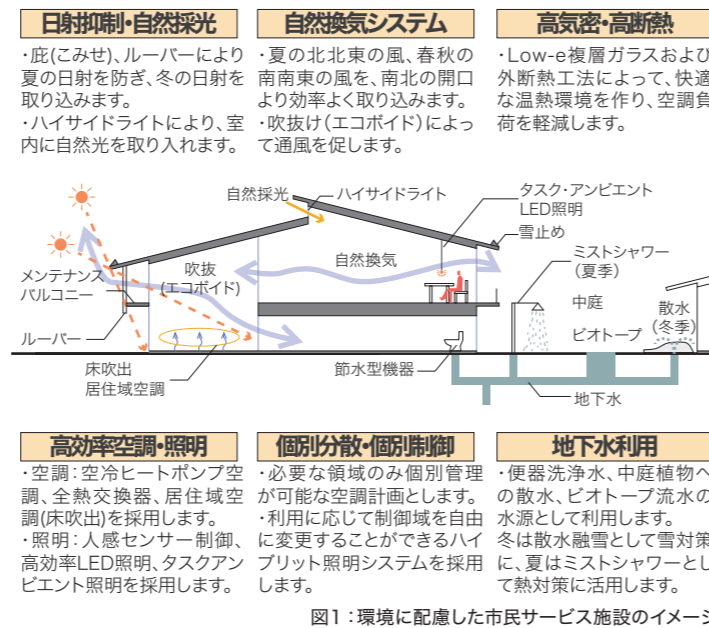 日射抑制・自然採光
・庇(こみせ)、ルーバーにより
夏の日射を防ぎ、冬の日射を
取り込みます。
・ハイサイドライトにより、室
内に自然光を取り入れます。
自然換気システム
・夏の北北東の風、春秋の
南南東の風を、南北の開口
より効率よく取り込みます。
・吹抜け(エコボイド)によっ
て通風を促します。
高気密・高断熱
・Low-e複層ガラスおよび
外断熱工法によって、快適
な温熱環境を作り、空調負
荷を軽減します。
自然採光
ハイサイドライト
タスク・アンビエント
LED照明
雪止め
ミストシャワー
(夏季)
メンテナンス
バルコニー
吹抜
(エコボイド)
自然換気
中庭
散水
(冬季)
ビオトープ
ルーバー
床吹出
居住域空調
節水型機器
地下水
高効率空調・照明
・空調:空冷ヒートポンプ空
調、全熱交換器、居住域空
調(床吹出)を採用します。
・照明:人感センサー制御、
高効率LED照明、タスクアン
ビエント照明を採用します。
個別分散・個別制御
・必要な領域のみ個別管理
が可能な空調計画とします。
・利用に応じて制御域を自由
に変更することができるハイ
ブリット照明システムを採用
します。
地下水利用
・便器洗浄水、中庭植物へ
の散水、ビオトープ流水の
水源として利用します。
冬は散水融雪として雪対策
に、夏はミストシャワーとし
て熱対策に活用します。
図1:環境に配慮した市民サービス施設のイメージ